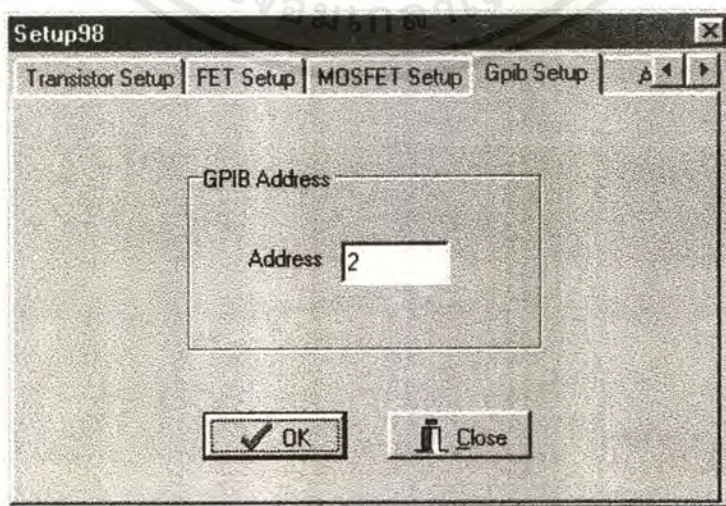 Setup98
Transistor Setup FET Setup MOSFET Setup Gpib Setup A
GPIB Address
Address 2
OK Close